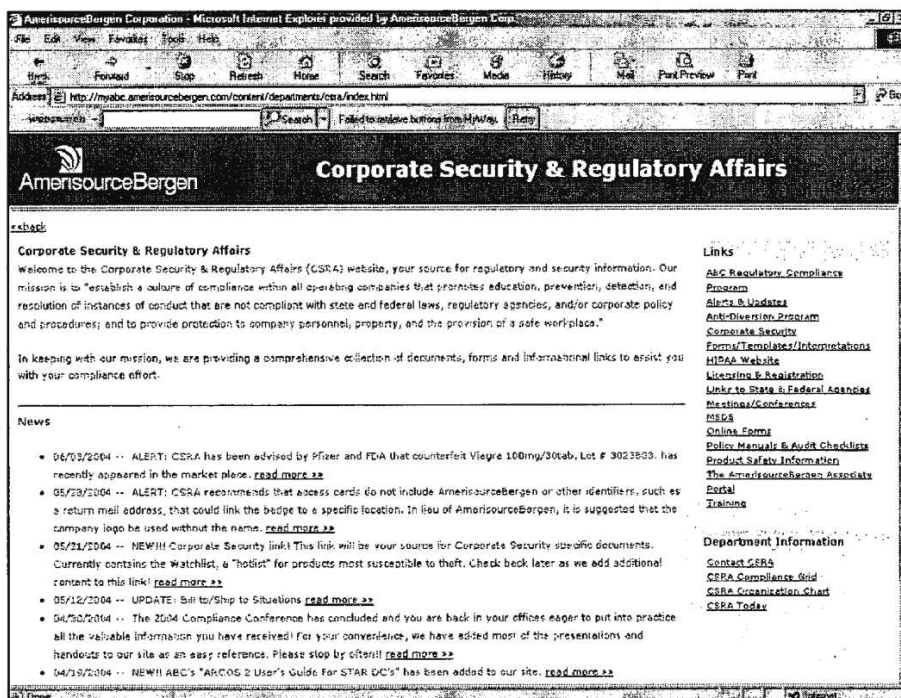 AmerisourceBergen Corporation - Microsoft Internet Explorer provided by AmerisourceBergen Corp.
File Edit View Favorites Tools Help
Back Forward Stop Refresh Home Search Favorites Media History Mail Print Preview Print
Address http://myabc.amerisourcebergen.com/content/departments/csra/index.html Go
websearch Search Failed to retrieve buttons from MyWay. Retry
AmerisourceBergen Corporate Security & Regulatory Affairs
<<back
Corporate Security & Regulatory Affairs
Welcome to the Corporate Security & Regulatory Affairs (CSRA) website, your source for regulatory and security information. Our
mission is to "establish a culture of compliance within all operating companies that promotes education, prevention, detection, and
resolution of instances of conduct that are not compliant with state and federal laws, regulatory agencies, and/or corporate policy
and procedures; and to provide protection to company personnel, property, and the provision of a safe workplace."
In keeping with our mission, we are providing a comprehensive collection of documents, forms and informational links to assist you
with your compliance effort.
News
• 06/03/2004 -- ALERT: CSRA has been advised by Pfizer and FDA that counterfeit Viagra 100mg/30tab, Lot # 3023803, has
recently appeared in the market place. read more >>
• 05/23/2004 -- ALERT: CSRA recommends that access cards do not include AmerisourceBergen or other identifiers, such as
a return mail address, that could link the badge to a specific location. In lieu of AmerisourceBergen, it is suggested that the
company logo be used without the name. read more >>
• 05/21/2004 -- NEW!!! Corporate Security link! This link will be your source for Corporate Security specific documents.
Currently contains the Watchlist, a "hotlist" for products most susceptible to theft. Check back later as we add additional
content to this link! read more >>
• 05/12/2004 -- UPDATE: Bill to/Ship to Situations read more >>
• 04/30/2004 -- The 2004 Compliance Conference has concluded and you are back in your offices eager to put into practice
all the valuable information you have received! For your convenience, we have added most of the presentations and
handouts to our site as an easy reference. Please stop by often!! read more >>
• 04/19/2004 -- NEW!! ABC's "ARCOS 2 User's Guide For STAR DC's" has been added to our site. read more >>
Links
ABC Regulatory Compliance
Program
Alerts & Updates
Anti-Diversion Program
Corporate Security
Forms/Templates/Interpretations
HIPAA Website
Licensing & Registration
Links to State & Federal Agencies
Meetings/Conferences
MSDS
Online Forms
Policy Manuals & Audit Checklists
Product Safety Information
The AmerisourceBergen Associate
Portal
Training
Department Information
Contact CSRA
CSRA Compliance Grid
CSRA Organization Chart
CSRA Today
Done